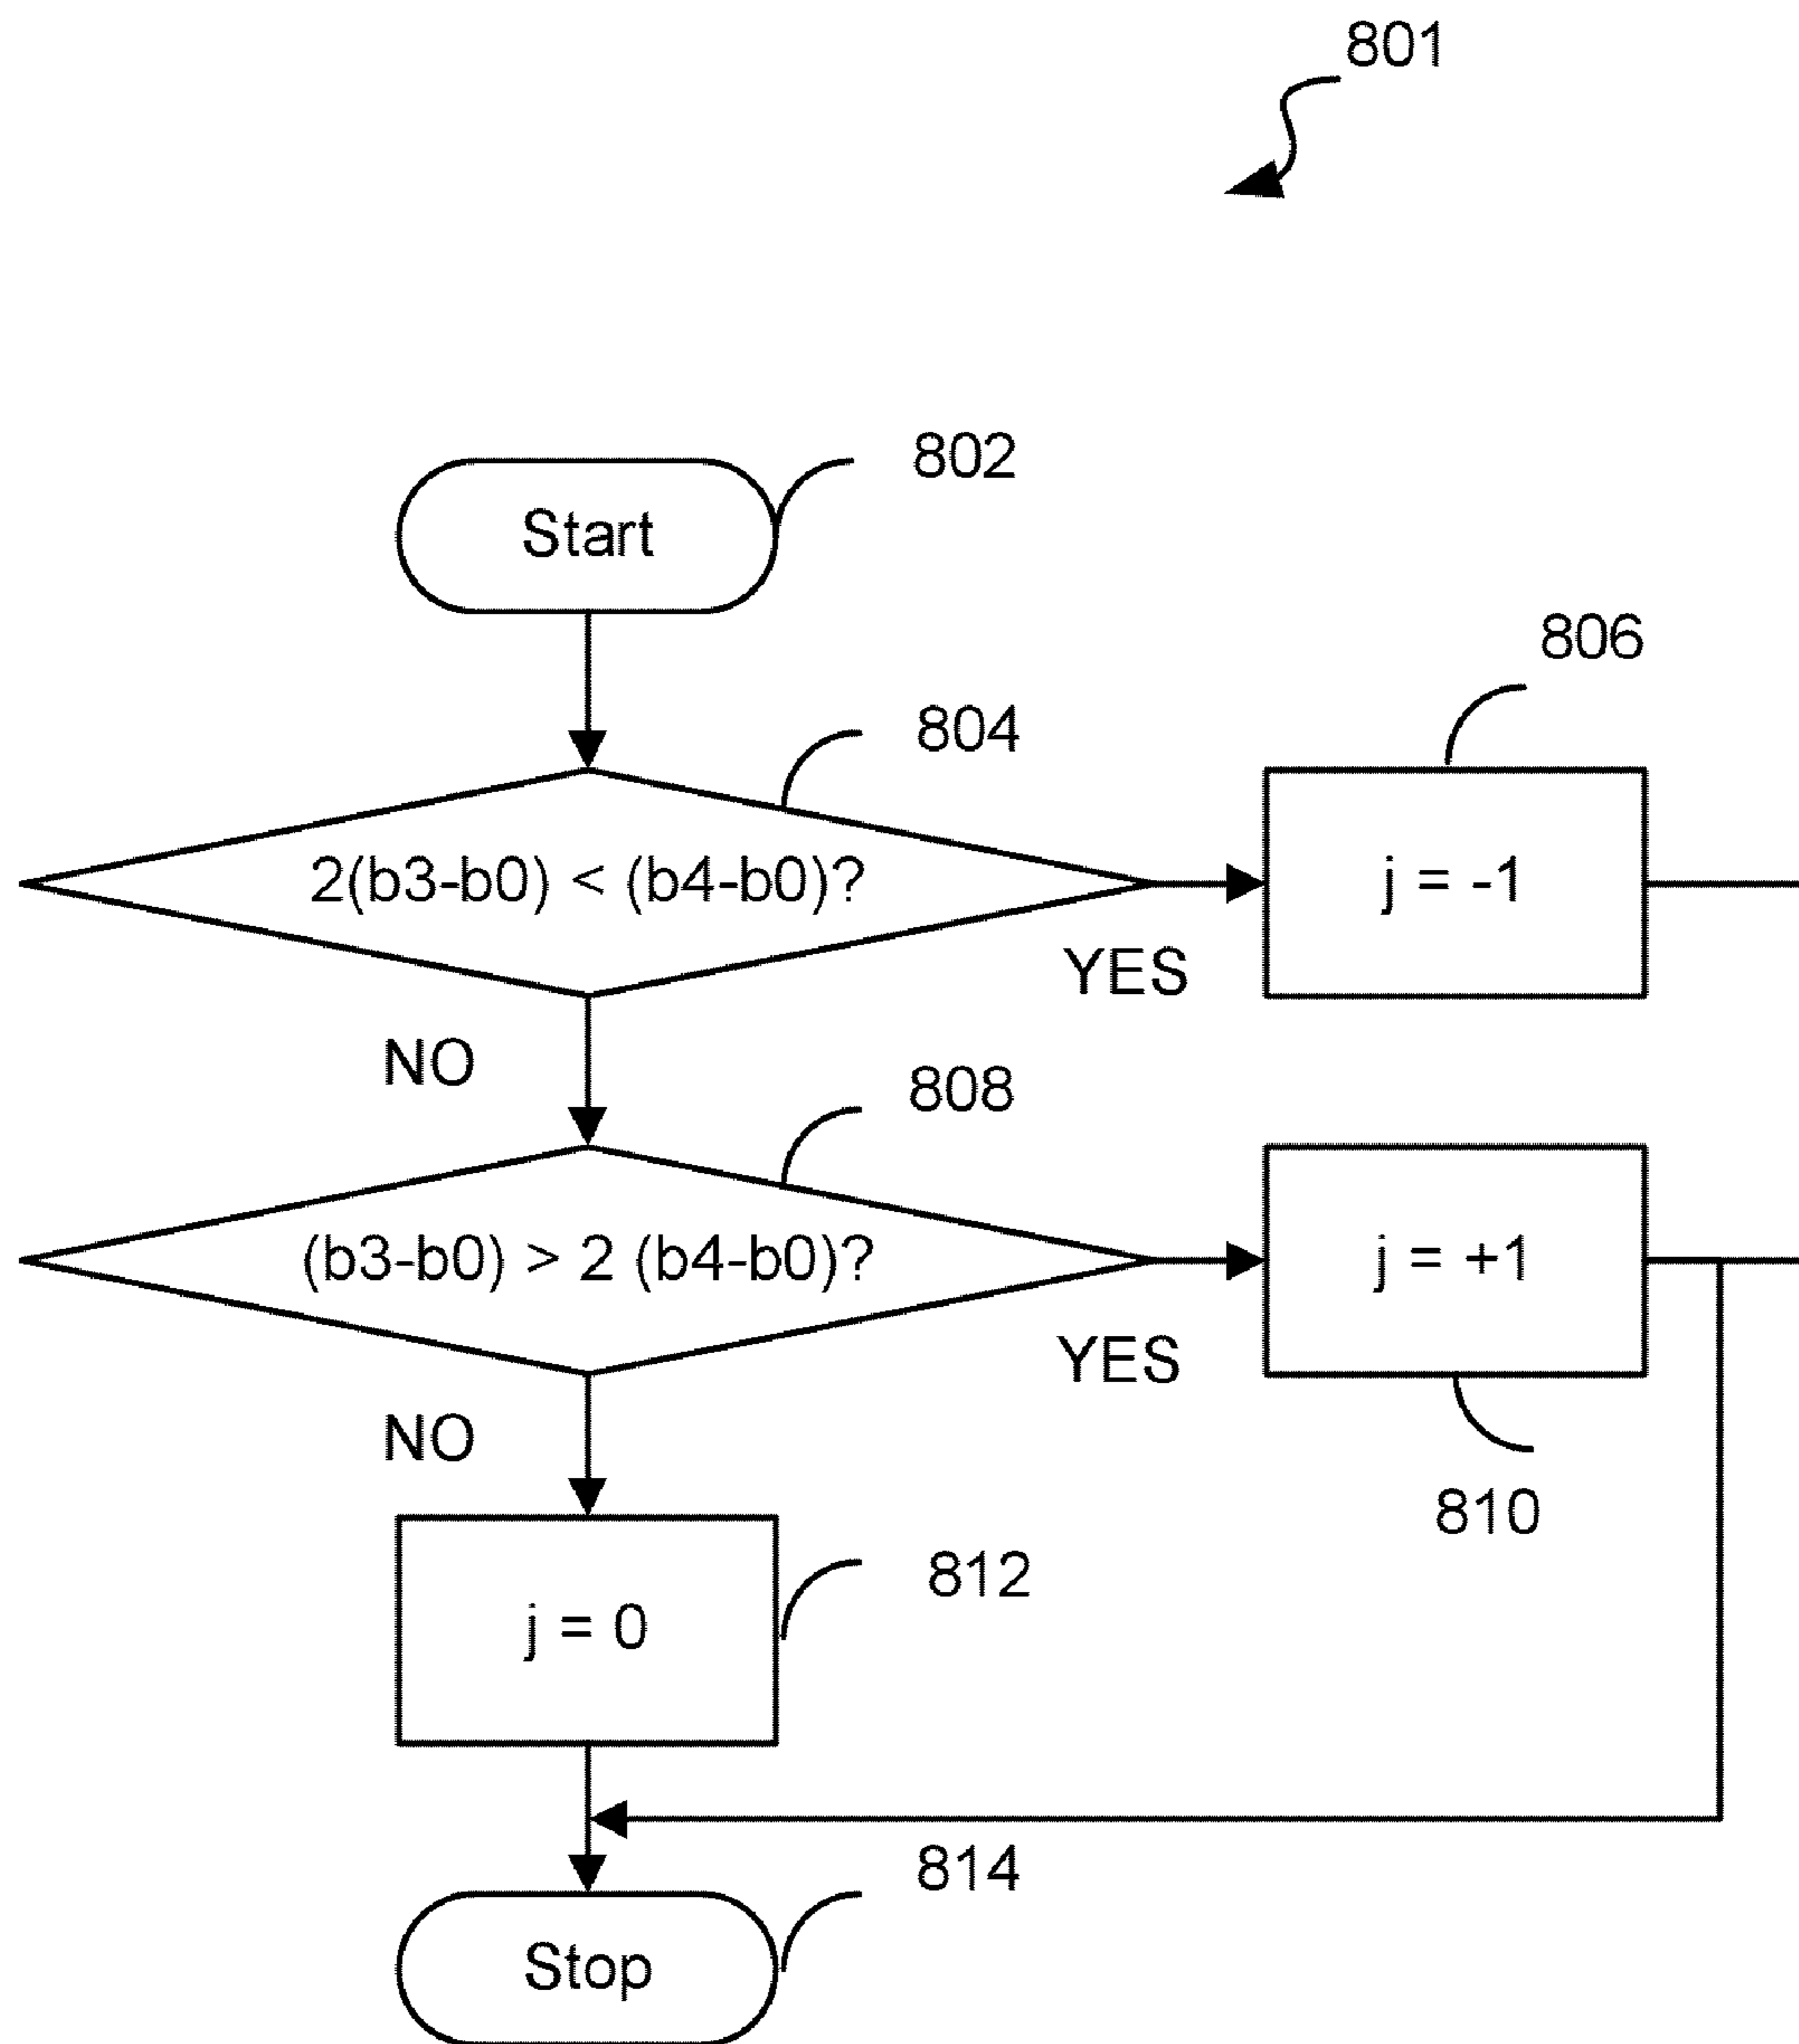 801
802
Start
806
804
2(b3-b0) < (b4-b0)?
j = -1
YES
NO
808
(b3-b0) > 2 (b4-b0)?
j = +1
YES
NO
810
812
j = 0
814
Stop